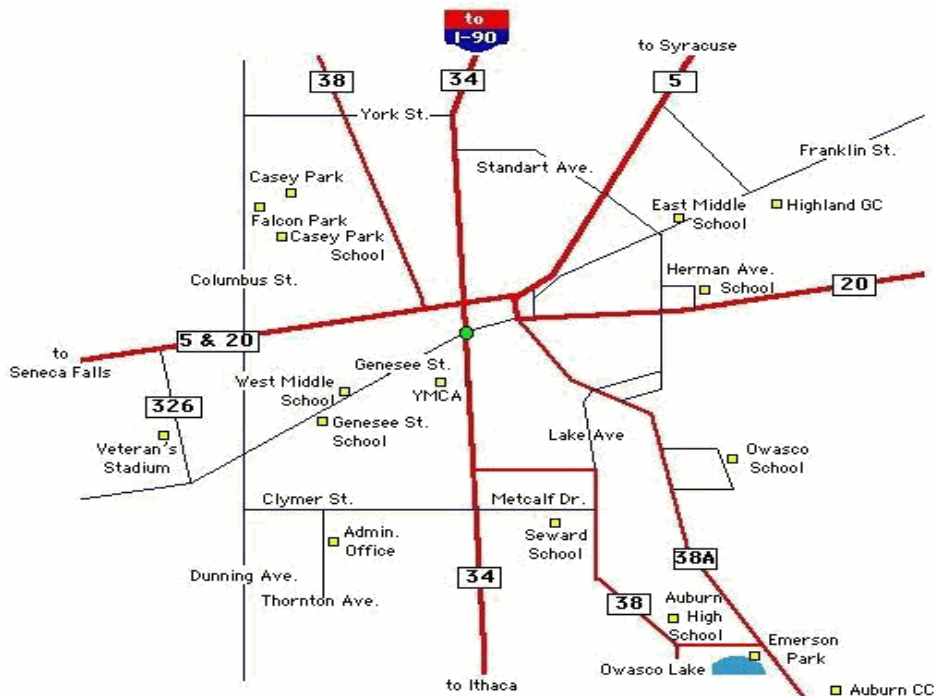 to
I-90
to Syracuse
38
34
5
York St.
Franklin St.
Standart Ave.
Casey Park
East Middle
School
Highland GC
Falcon Park
Casey Park
School
Columbus St.
Herman Ave.
School
20
5 & 20
to
Seneca Falls
Genesee St.
West Middle
School
YMCA
326
Genesee St.
School
Lake Ave
Veteran's
Stadium
Owasco
School
Clymer St.
Metcalf Dr.
Admin.
Office
Seward
School
38A
Dunning Ave.
34
Thornton Ave.
38
Auburn
High
School
Emerson
Park
Owasco Lake
to Ithaca
Auburn CC